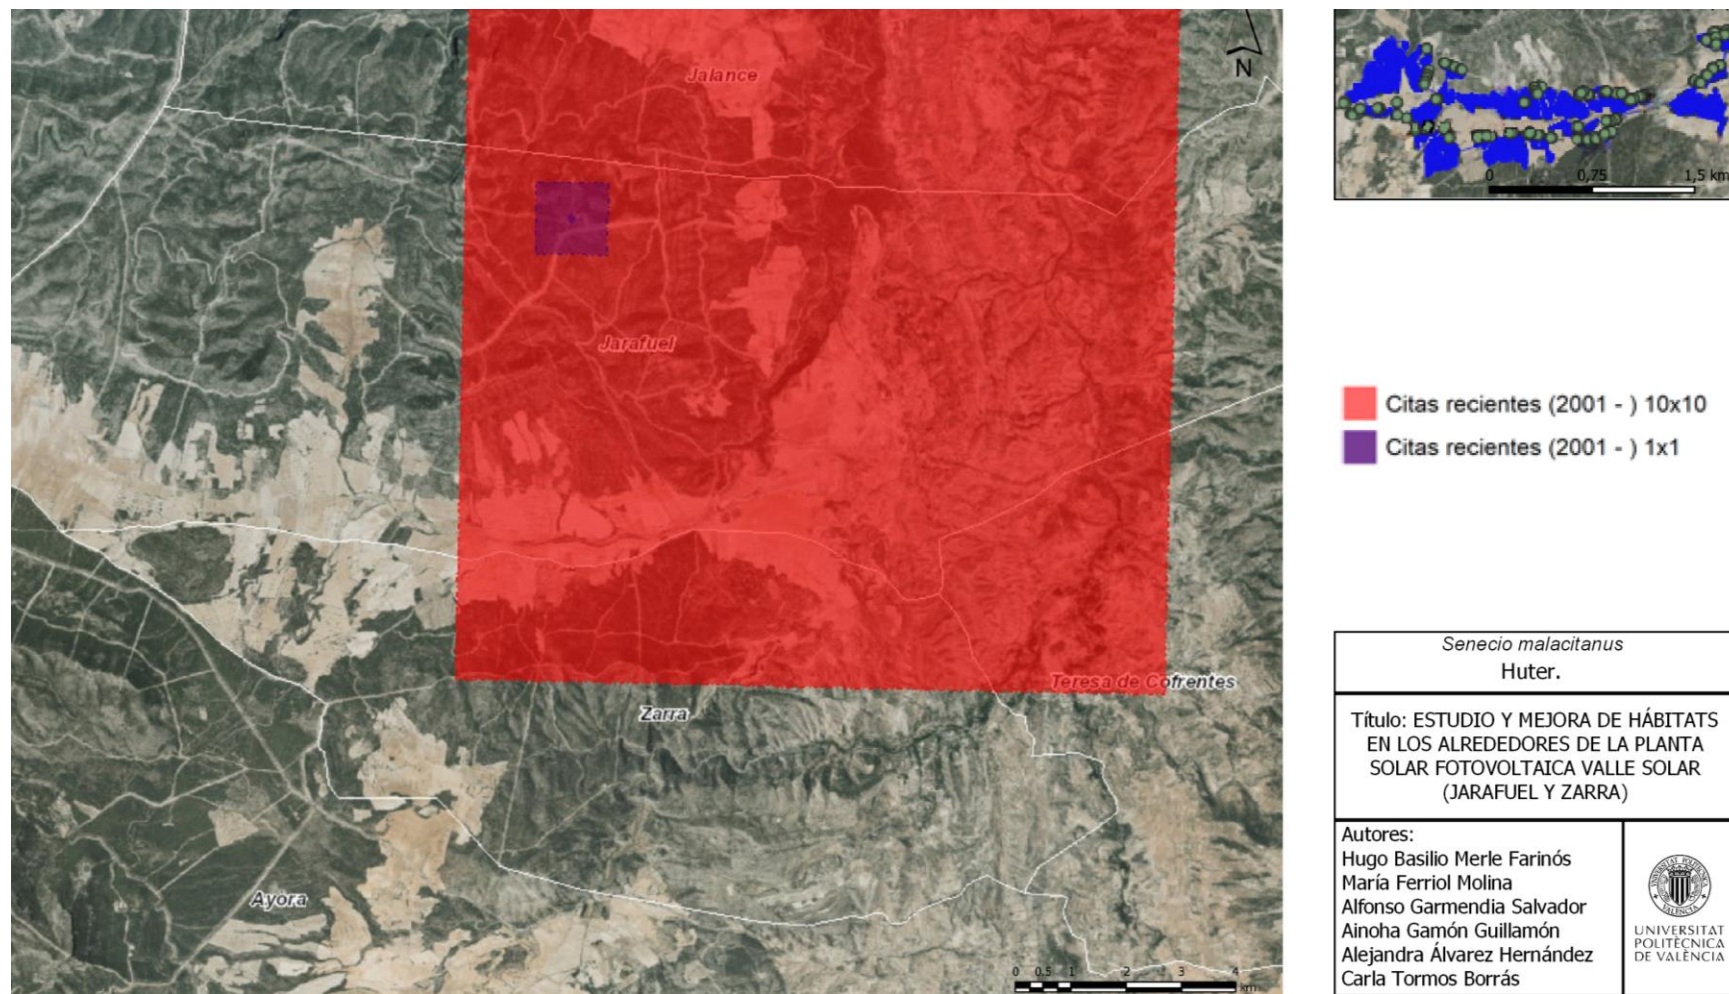 Jalance
N
Jarafuel
Teresa de Cofrentes
Zarra
Ayora
0 0.5 1 2 3 4
km
0 0,75 1,5 km
Citas recientes (2001 - ) 10x10
Citas recientes (2001 - ) 1x1
Senecio malacitanus
Huter.
Título: ESTUDIO Y MEJORA DE HÁBITATS
EN LOS ALREDEDORES DE LA PLANTA
SOLAR FOTOVOLTAICA VALLE SOLAR
(JARAFUEL Y ZARRA)
Autores:
Hugo Basilio Merle Farinós
María Ferriol Molina
Alfonso Garmendia Salvador
Ainoha Gamón Guillamón
Alejandra Álvarez Hernández
Carla Tormos Borrás
UNIVERSITAT
POLITÈCNICA
DE VALÈNCIA